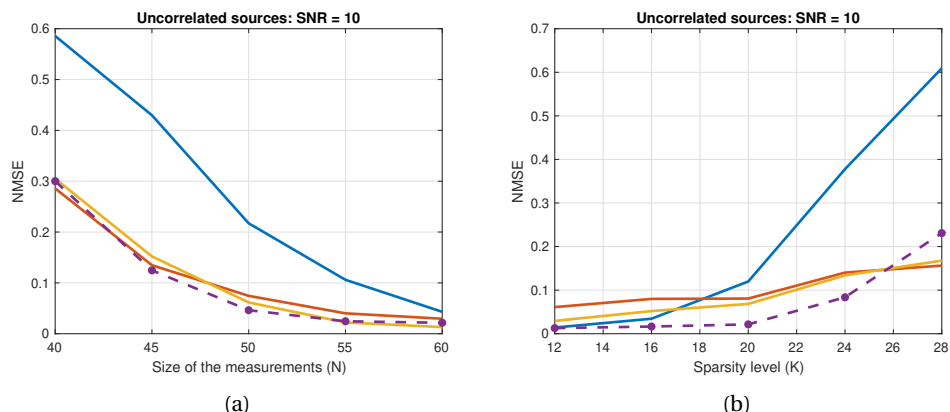 Uncorrelated sources: SNR = 10
0.6
0.5
0.4
0.3
0.2
0.1
0
NMSE
40 45 50 55 60
Size of the measurements (N)
(a)
Uncorrelated sources: SNR = 10
0.7
0.6
0.5
0.4
0.3
0.2
0.1
0
NMSE
12 14 16 18 20 22 24 26 28
Sparsity level (K)
(b)